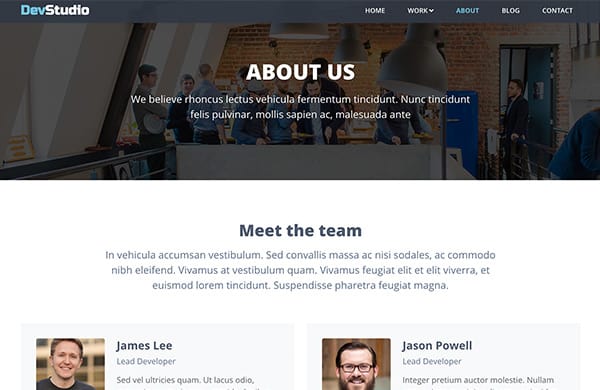 DevStudio
HOME WORK ABOUT BLOG CONTACT
ABOUT US
We believe rhoncus lectus vehicula fermentum tincidunt. Nunc tincidunt
felis pulvinar, mollis sapien ac, malesuada ante
Meet the team
In vehicula accumsan vestibulum. Sed convallis massa ac nisi sodales, ac commodo
nibh eleifend. Vivamus at vestibulum quam. Vivamus feugiat elit et elit viverra, et
euismod lorem tincidunt. Suspendisse pharetra feugiat magna.
James Lee
Lead Developer
Sed vel ultricies quam. Ut lacus odio,
Jason Powell
Lead Developer
Integer pretium auctor molestie. Nullam